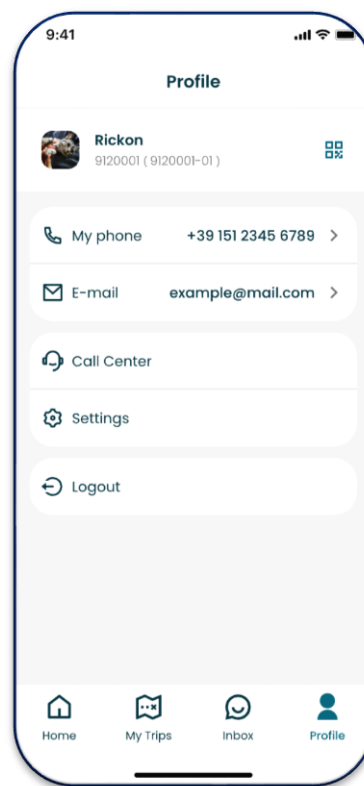 9:41
Profile
Rickon
9120001 ( 9120001-01 )
My phone +39 151 2345 6789
E-mail example@mail.com
Call Center
Settings
Logout
Home My Trips Inbox Profile